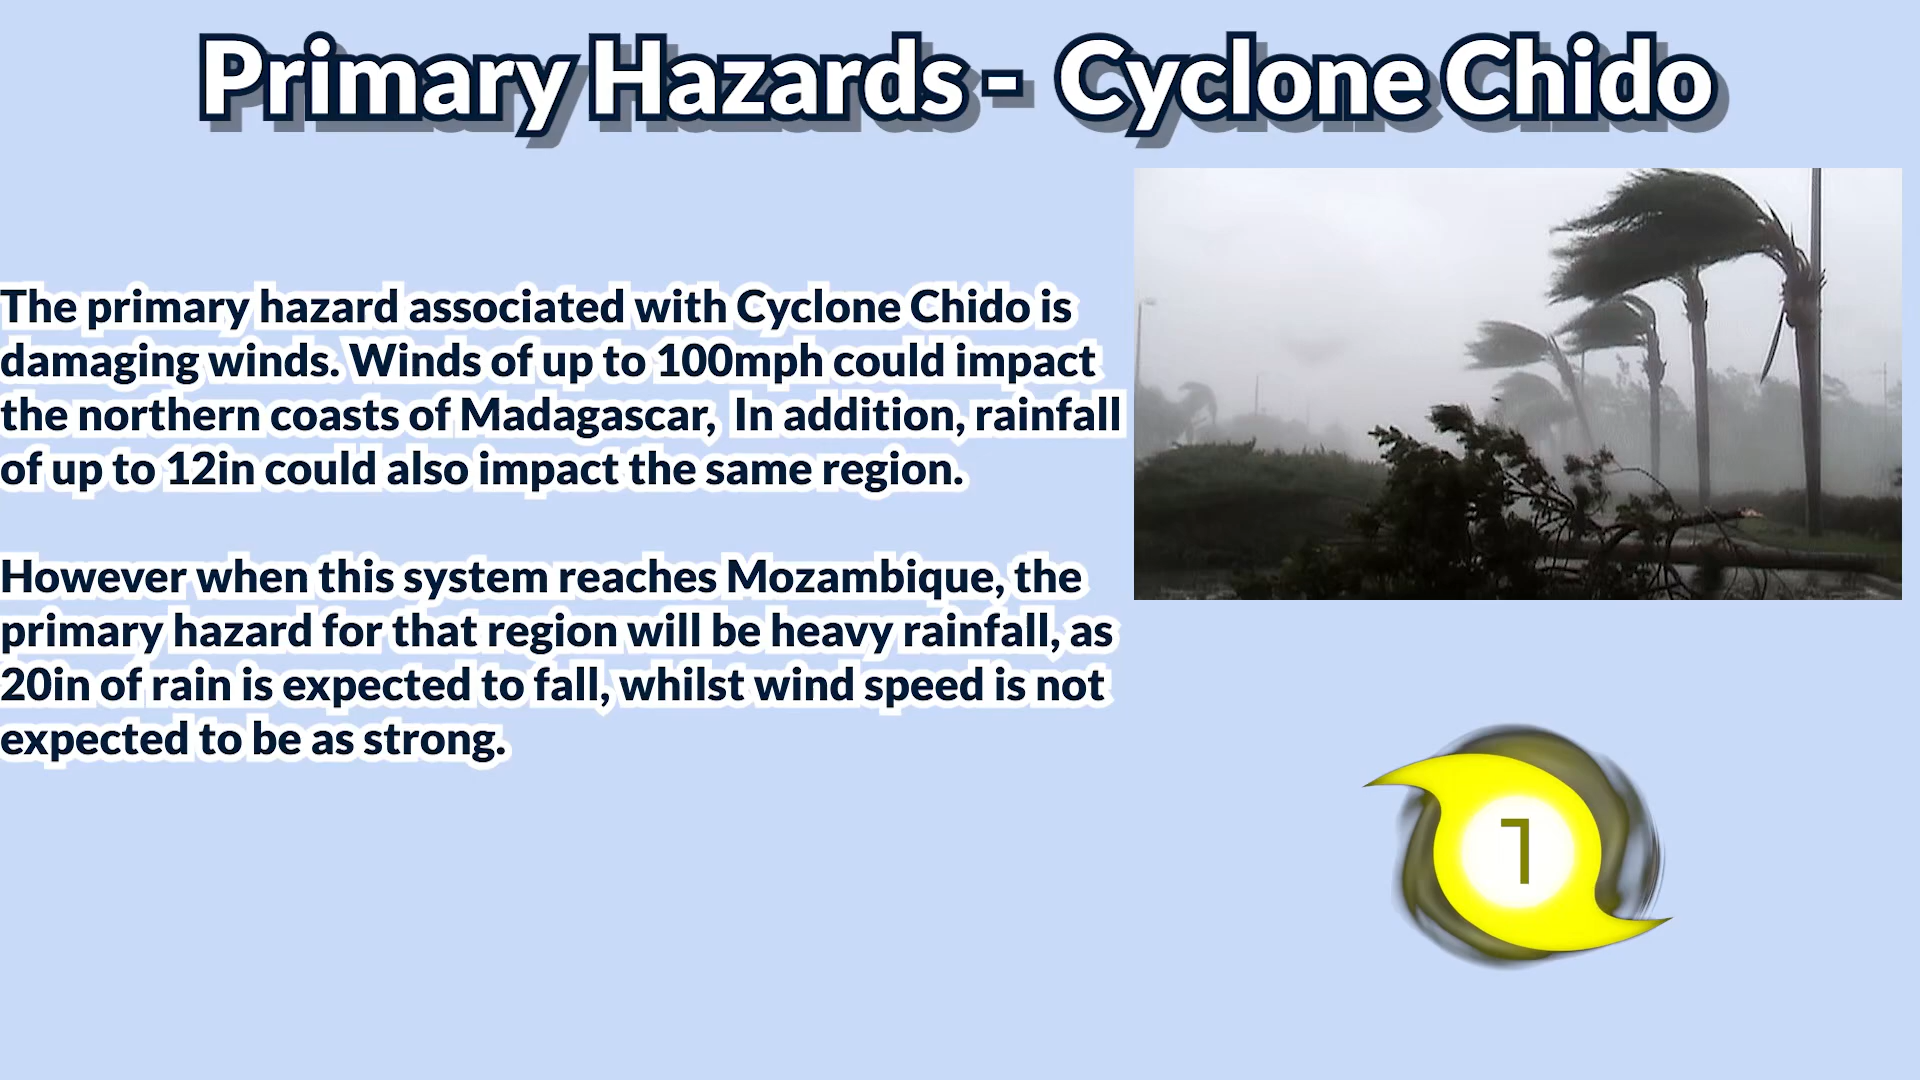 Primary Hazards - Cyclone Chido
The primary hazard associated with Cyclone Chido is
damaging winds. Winds of up to 100mph could impact
the northern coasts of Madagascar, In addition, rainfall
of up to 12in could also impact the same region.
However when this system reaches Mozambique, the
primary hazard for that region will be heavy rainfall, as
20in of rain is expected to fall, whilst wind speed is not
expected to be as strong.
1